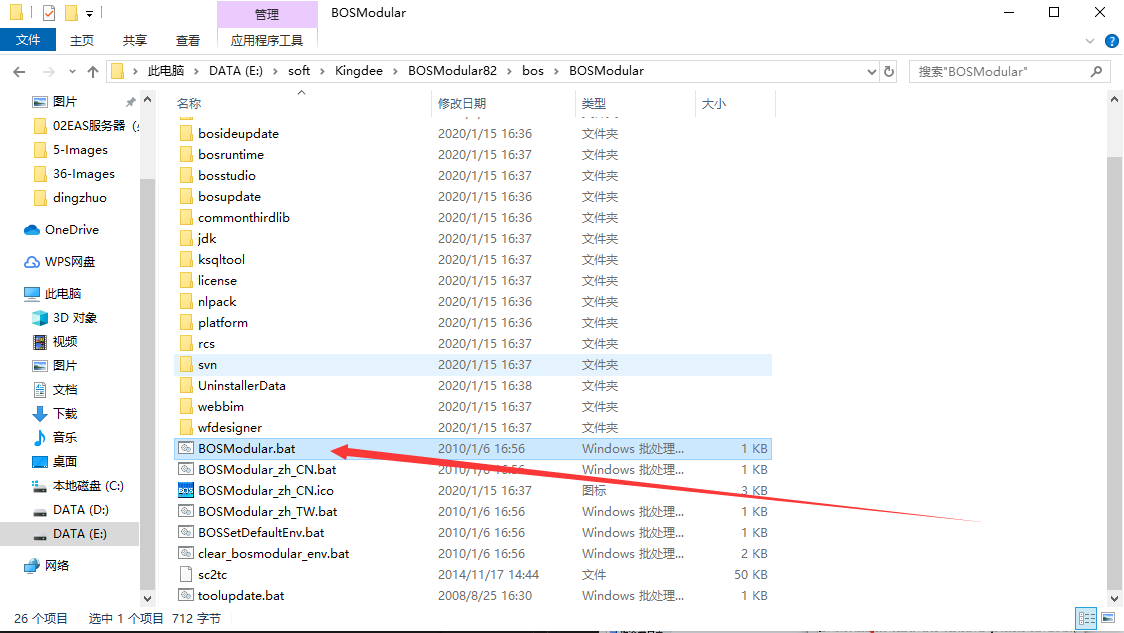 管理
BOSModular
文件
主页
共享
查看
应用程序工具
此电脑 › DATA (E:) › soft › Kingdee › BOSModular82 › bos › BOSModular
搜索"BOSModular"
图片
02EAS服务器
5-Images
36-Images
dingzhuo
OneDrive
WPS网盘
此电脑
3D 对象
视频
图片
文档
下载
音乐
桌面
本地磁盘 (C:)
DATA (D:)
DATA (E:)
网络
名称 修改日期 类型 大小
bosideupdate 2020/1/15 16:36 文件夹
bosruntime 2020/1/15 16:37 文件夹
bosstudio 2020/1/15 16:37 文件夹
bosupdate 2020/1/15 16:36 文件夹
commonthirdlib 2020/1/15 16:36 文件夹
jdk 2020/1/15 16:37 文件夹
ksqltool 2020/1/15 16:37 文件夹
license 2020/1/15 16:37 文件夹
nlpack 2020/1/15 16:36 文件夹
platform 2020/1/15 16:36 文件夹
rcs 2020/1/15 16:37 文件夹
svn 2020/1/15 16:37 文件夹
UninstallerData 2020/1/15 16:38 文件夹
webbim 2020/1/15 16:37 文件夹
wfdesigner 2020/1/15 16:37 文件夹
BOSModular.bat 2010/1/6 16:56 Windows 批处理... 1 KB
BOSModular_zh_CN.bat 2010/1/6 16:56 Windows 批处理... 1 KB
BOSModular_zh_CN.ico 2020/1/15 16:37 图标 3 KB
BOSModular_zh_TW.bat 2010/1/6 16:56 Windows 批处理... 1 KB
BOSSetDefaultEnv.bat 2010/1/6 16:56 Windows 批处理... 1 KB
clear_bosmodular_env.bat 2010/1/6 16:56 Windows 批处理... 2 KB
sc2tc 2014/11/17 14:44 文件 50 KB
toolupdate.bat 2008/8/25 16:30 Windows 批处理... 1 KB
26 个项目 选中 1 个项目 712 字节